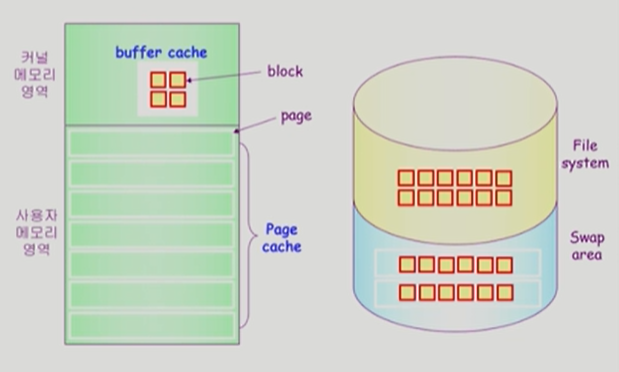 커널
메모리
영역
buffer cache
block
page
사용자
메모리
영역
Page
cache
File
system
Swap
area